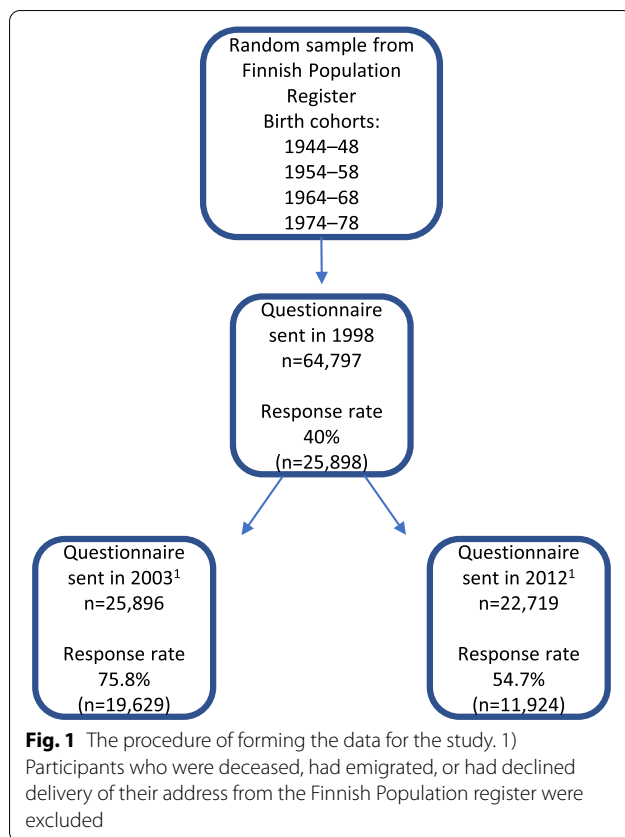 Random sample from
Finnish Population
Register
Birth cohorts:
1944–48
1954–58
1964–68
1974–78
Questionnaire
sent in 1998
n=64,797
Response rate
40%
(n=25,898)
Questionnaire
sent in 2003¹
n=25,896
Response rate
75.8%
(n=19,629)
Questionnaire
sent in 2012¹
n=22,719
Response rate
54.7%
(n=11,924)
Fig. 1 The procedure of forming the data for the study. 1)
Participants who were deceased, had emigrated, or had declined
delivery of their address from the Finnish Population register were
excluded